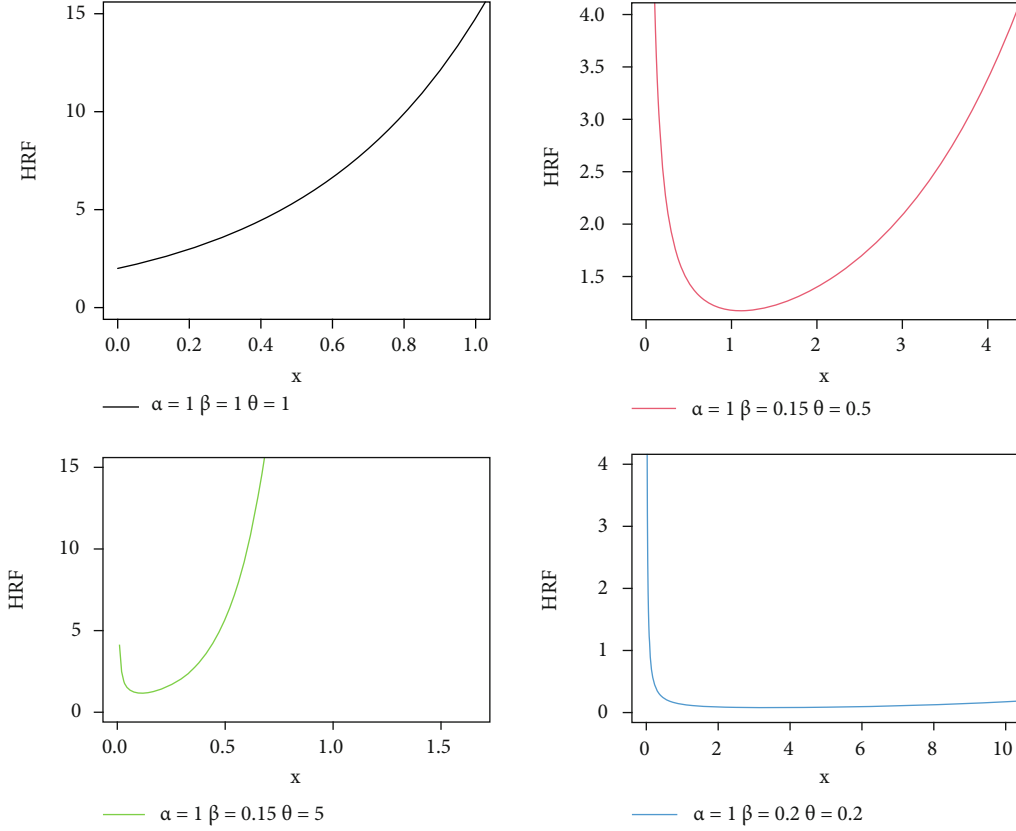 15
10
5
0
HRF
0.0 0.2 0.4 0.6 0.8 1.0
x
α = 1 β = 1 θ = 1
4.0
3.5
3.0
2.5
2.0
1.5
HRF
0 1 2 3 4
x
α = 1 β = 0.15 θ = 0.5
15
10
5
0
HRF
0.0 0.5 1.0 1.5
x
α = 1 β = 0.15 θ = 5
4
3
2
1
0
HRF
0 2 4 6 8 10
x
α = 1 β = 0.2 θ = 0.2